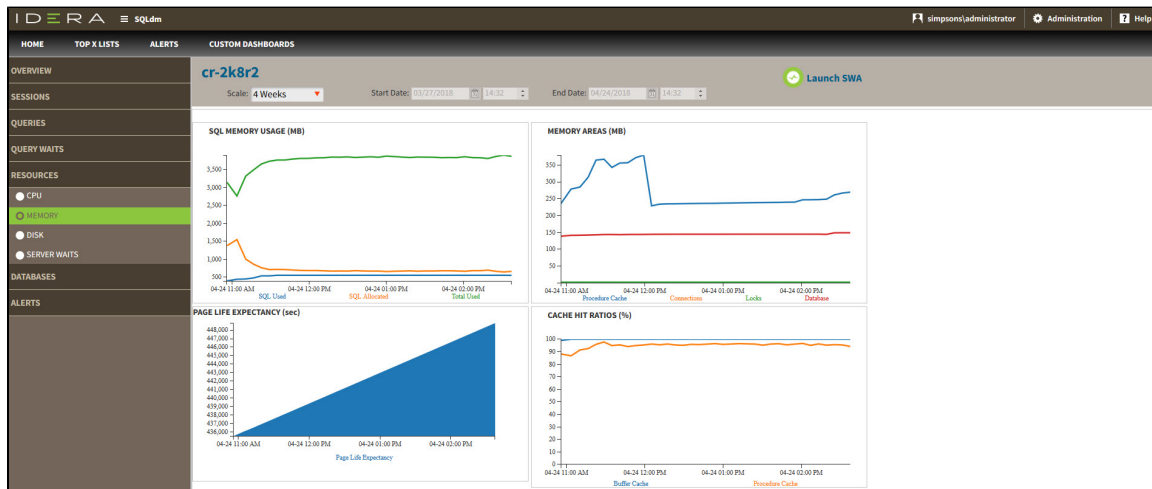 IDERA ≡ SQLdm simpsons\administrator Administration ? Help
HOME TOP X LISTS ALERTS CUSTOM DASHBOARDS
OVERVIEW
SESSIONS
QUERIES
QUERY WAITS
RESOURCES
CPU
MEMORY
DISK
SERVER WAITS
DATABASES
ALERTS
cr-2k8r2
Launch SWA
Scale: 4 Weeks Start Date: 03/27/2018 14:32 End Date: 04/24/2018 14:32
SQL MEMORY USAGE (MB)
3,500
3,000
2,500
2,000
1,500
1,000
500
04-24 11:00 AM 04-24 12:00 PM 04-24 01:00 PM 04-24 02:00 PM
SQL Used SQL Allocated Total Used
MEMORY AREAS (MB)
350
300
250
200
150
100
50
0
04-24 11:00 AM 04-24 12:00 PM 04-24 01:00 PM 04-24 02:00 PM
Procedure Cache Connections Locks Database
PAGE LIFE EXPECTANCY (sec)
448,000
447,000
446,000
445,000
444,000
443,000
442,000
441,000
440,000
439,000
438,000
437,000
436,000
04-24 11:00 AM 04-24 12:00 PM 04-24 01:00 PM 04-24 02:00 PM
Page Life Expectancy
CACHE HIT RATIOS (%)
100
90
80
70
60
50
40
30
20
10
0
04-24 11:00 AM 04-24 12:00 PM 04-24 01:00 PM 04-24 02:00 PM
Buffer Cache Procedure Cache